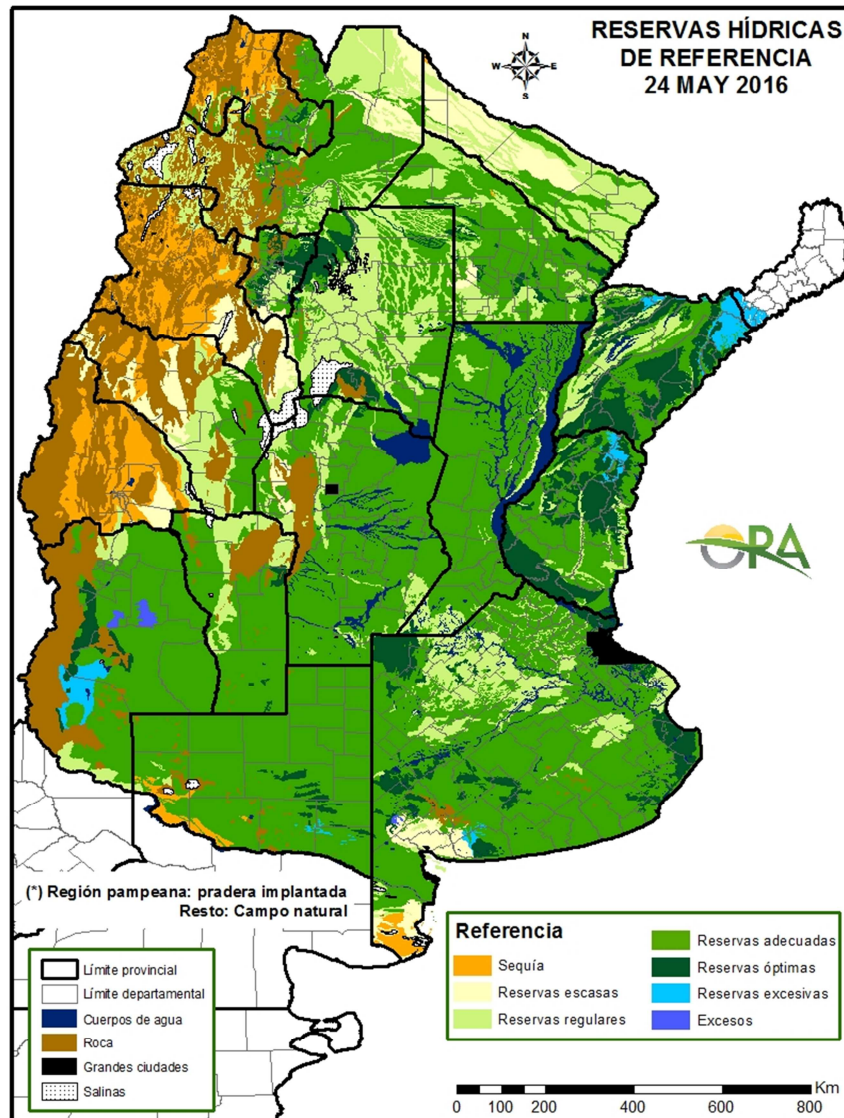 RESERVAS HÍDRICAS
DE REFERENCIA
24 MAY 2016
N
W
E
S
ORA
(*) Región pampeana: pradera implantada
Resto: Campo natural
Límite provincial
Límite departamental
Cuerpos de agua
Roca
Grandes ciudades
Salinas
Referencia
Sequía
Reservas escasas
Reservas regulares
Reservas adecuadas
Reservas óptimas
Reservas excesivas
Excesos
Km
0 100 200 400 600 800